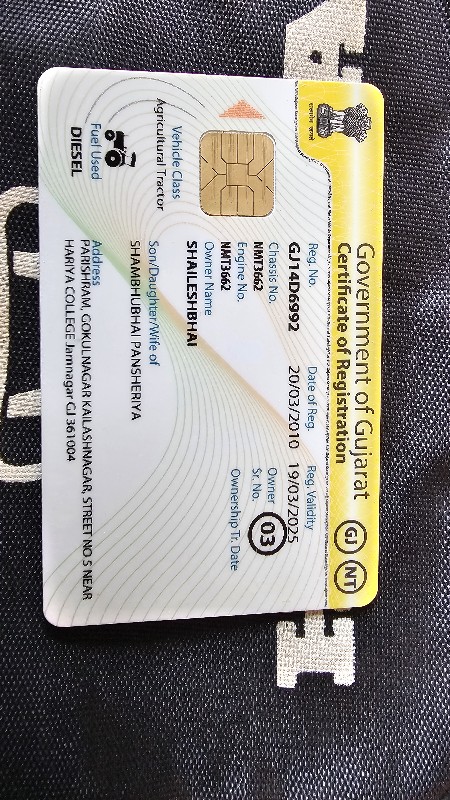 Government of Gujarat
Certificate of Registration
GJ NT
Reg. No. Date of Reg. Reg. Validity
GJ14D6992 20/03/2010 19/03/2025
Chassis No. Owner
NMT3662 Sr. No. 03
Engine No. Ownership Tr. Date
NMT3662
Owner Name
SHAILESHBHAI
Vehicle Class Son/Daughter/Wife of
Agricultural Tractor SHAMBHUBHAI PANSHERIYA
Fuel Used Address
DIESEL PARISHRAM, GOKULNAGAR KAILASHNAGAR, STREET NO 5 NEAR
HARIYA COLLEGE Jamnagar GJ 361004